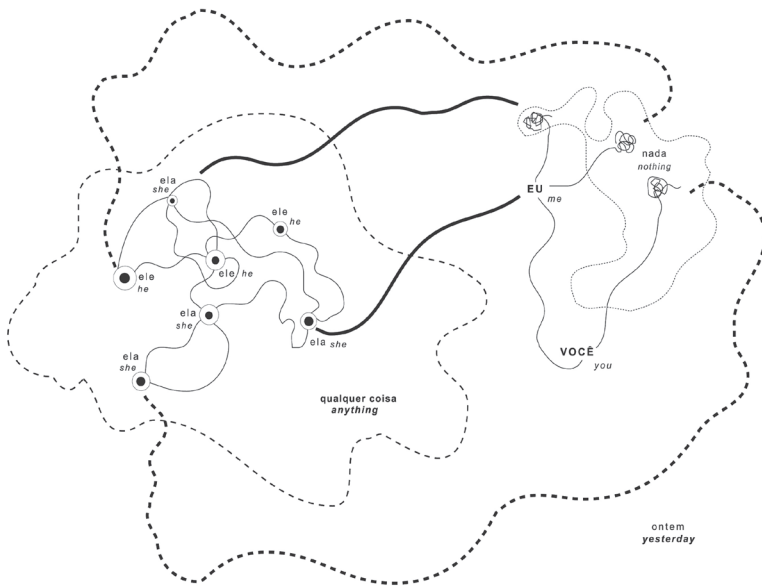 ela
she
ele
he
ele he
ele
he
ela
she
ela she
ela
she
qualquer coisa
anything
EU
me
nada
nothing
VOCÊ
you
ontem
yesterday